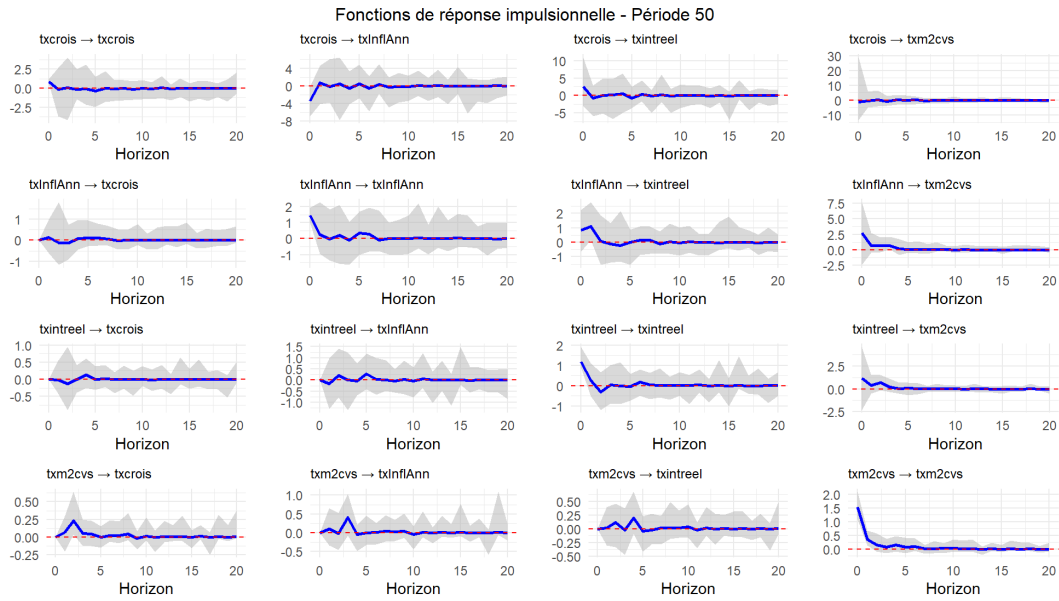 Fonctions de réponse impulsionnelle - Période 50
txcrois → txcrois
txcrois → txInflAnn
txcrois → txintreel
txcrois → txm2cvs
2.5
0.0
-2.5
4
0
-4
-8
10
5
0
-5
30
20
10
0
-10
0 5 10 15 20
0 5 10 15 20
0 5 10 15 20
0 5 10 15 20
Horizon
Horizon
Horizon
Horizon
txInflAnn → txcrois
txInflAnn → txInflAnn
txInflAnn → txintreel
txInflAnn → txm2cvs
1
0
-1
2
1
0
-1
2
1
0
-1
7.5
5.0
2.5
0.0
-2.5
0 5 10 15 20
0 5 10 15 20
0 5 10 15 20
0 5 10 15 20
Horizon
Horizon
Horizon
Horizon
txintreel → txcrois
txintreel → txInflAnn
txintreel → txintreel
txintreel → txm2cvs
1.0
0.5
0.0
-0.5
1.5
1.0
0.5
0.0
-0.5
-1.0
2
1
0
-1
2.5
0.0
-2.5
0 5 10 15 20
0 5 10 15 20
0 5 10 15 20
0 5 10 15 20
Horizon
Horizon
Horizon
Horizon
txm2cvs → txcrois
txm2cvs → txInflAnn
txm2cvs → txintreel
txm2cvs → txm2cvs
0.50
0.25
0.00
-0.25
1.0
0.5
0.0
-0.5
0.50
0.25
0.00
-0.25
-0.50
2.0
1.5
1.0
0.5
0.0
0 5 10 15 20
0 5 10 15 20
0 5 10 15 20
0 5 10 15 20
Horizon
Horizon
Horizon
Horizon